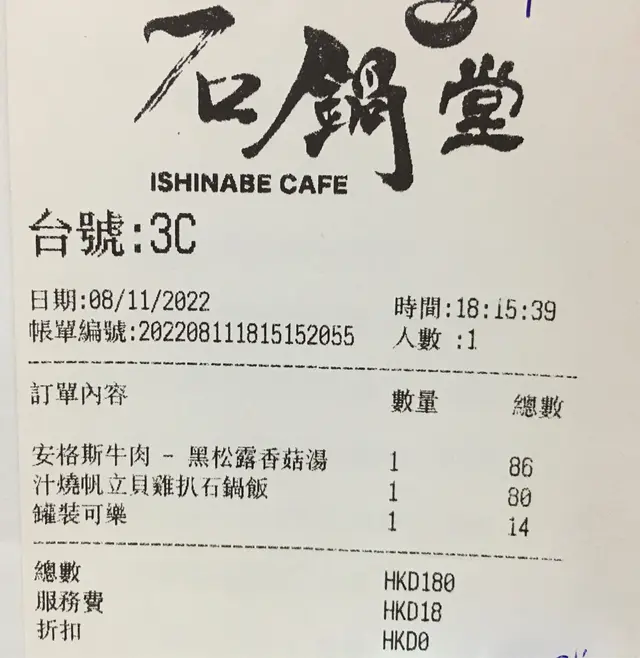 石鍋堂
ISHINABE CAFE
台號:3C
日期:08/11/2022 時間:18:15:39
帳單編號:202208111815152055 人數 :1
訂單內容 數量 總數
安格斯牛肉 - 黑松露香菇湯 1 86
汁燒帆立貝雞扒石鍋飯 1 80
罐裝可樂 1 14
總數 HKD180
服務費 HKD18
折扣 HKD0